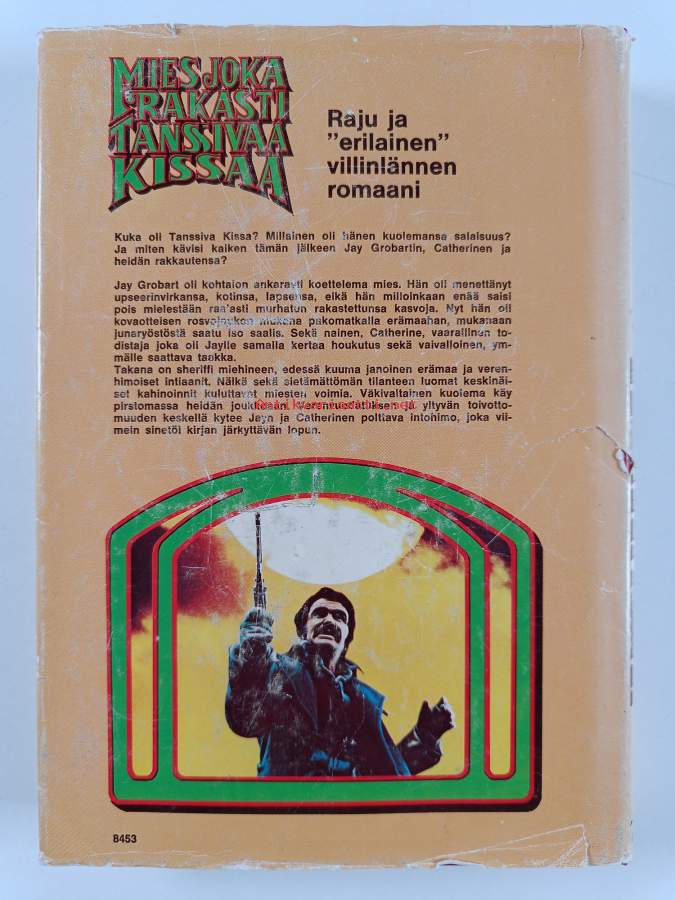 MIES JOKA
RAKASTI
TANSSIVAA
KISSAA
Raju ja
"erilainen"
villinlännen
romaani
Kuka oli Tanssiva Kissa? Millainen oli hänen kuolemansa salaisuus?
Ja miten kävisi kaiken tämän jälkeen Jay Grobartin, Catherinen ja
heidän rakkautensa?
Jay Grobart oli kohtalon ankarasti koettelema mies. Hän oli menettänyt
upseerinvirkansa, kotinsa, lapsensa, eikä hän milloinkaan enää saisi
pois mielestään raa'asti murhatun rakastettunsa kasvoja. Nyt hän oli
kovaotteisen rosvojoukon mukana pakomatkalla erämaahan, mukanaan
junaryöstöstä saatu iso saalis. Sekä nainen, Catherine, vaarallinen to-
distaja joka oli Jaylle samalla kertaa houkutus sekä vaivalloinen, ym-
mälle saattava taakka.
Takana on sheriffi miehineen, edessä kuuma janoinen erämaa ja veren-
himoiset intiaanit. Nälkä sekä sietämättömän tilanteen luomat keskinäi-
set kahinoinnit kuluttavat miesten voimia. Väkivaltainen kuolema käy
piristomassa heidän joukkoaan. Verenvuodatuksen ja yltyvän toivotto-
muuden keskellä kytee Jayn ja Catherinen polttava intohimo, joka vii-
mein sinetöi kirjan järkyttävän lopun.
Antikvariaatti.net
8453